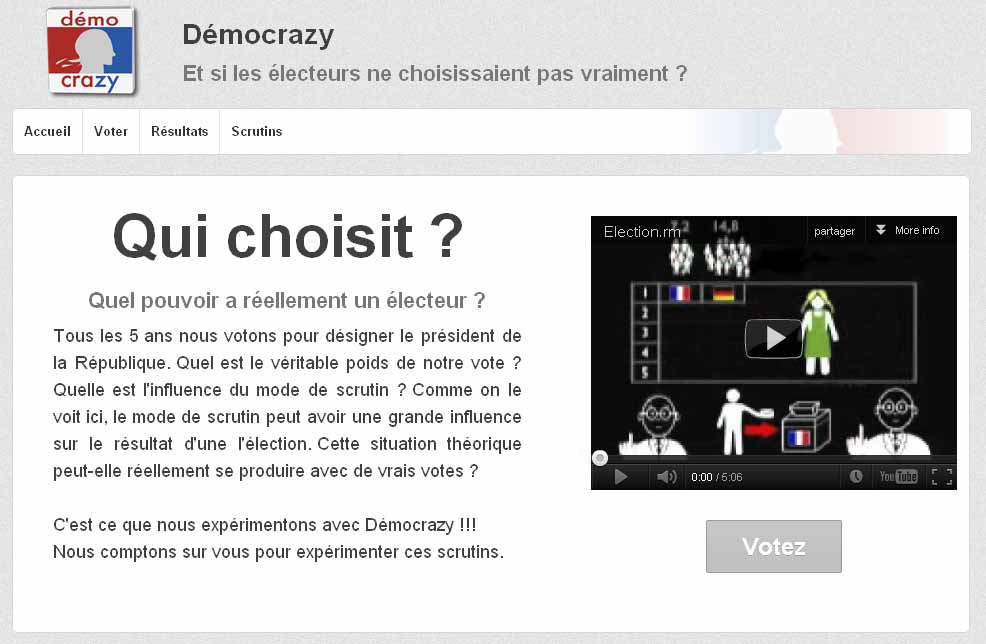 démo
crazy
Démocrazy
Et si les électeurs ne choisissaient pas vraiment ?
Accueil
Voter
Résultats
Scrutins
Qui choisit ?
Quel pouvoir a réellement un électeur ?
Tous les 5 ans nous votons pour désigner le président de
la République. Quel est le véritable poids de notre vote ?
Quelle est l'influence du mode de scrutin ? Comme on le
voit ici, le mode de scrutin peut avoir une grande influence
sur le résultat d'une l'élection. Cette situation théorique
peut-elle réellement se produire avec de vrais votes ?
C'est ce que nous expérimentons avec Démocrazy !!!
Nous comptons sur vous pour expérimenter ces scrutins.
Election.rm
14,8
partager
More info
1
2
3
4
5
0:00 / 5:06
YouTube
Votez